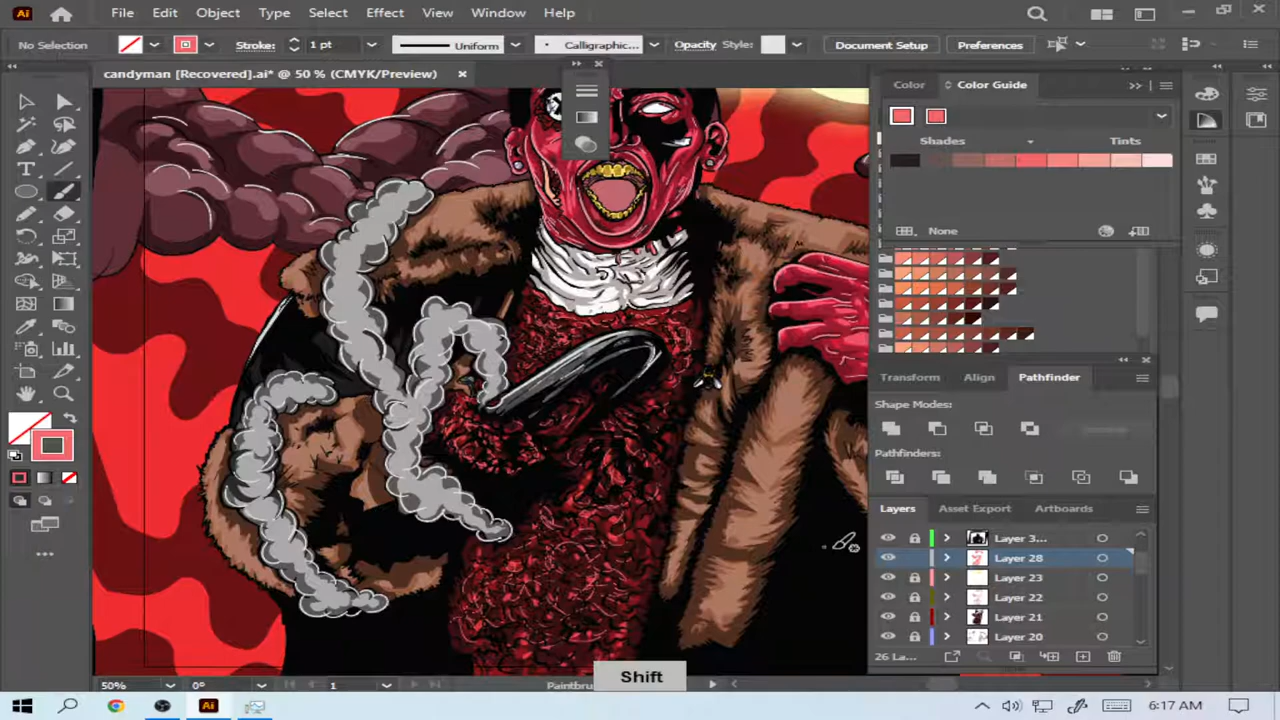 Ai File Edit Object Type Select Effect View Window Help
No Selection Stroke: 1 pt Uniform Calligraphic... Opacity Style: Document Setup Preferences
candyman [Recovered].ai* @ 50 % (CMYK/Preview)
Color Color Guide
Shades Tints
None
Transform Align Pathfinder
Shape Modes:
Pathfinders:
Layers Asset Export Artboards
Layer 3...
Layer 28
Layer 23
Layer 22
Layer 21
Layer 20
26 La...
Shift
50% 0° 1
Ai 6:17 AM